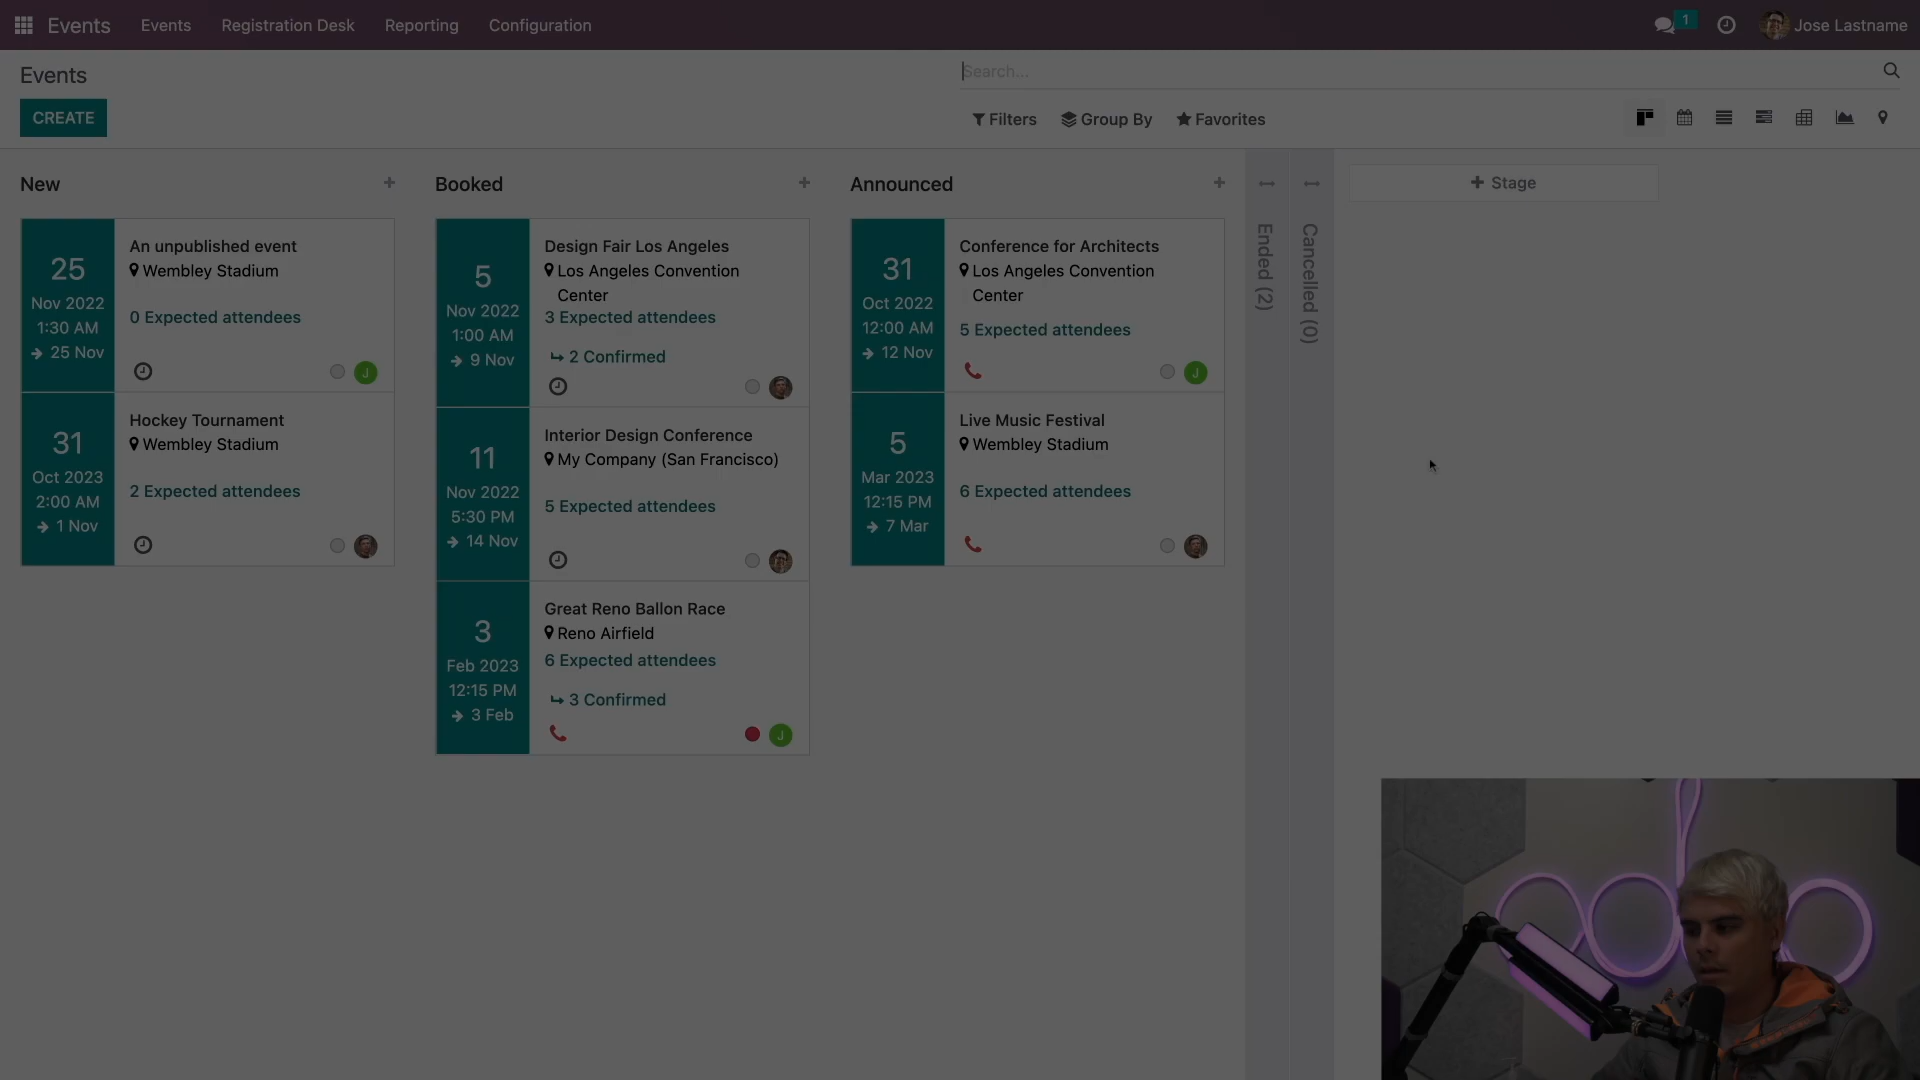 Events
Events
Registration Desk
Reporting
Configuration
1
Jose Lastname
Events
Search...
CREATE
Filters
Group By
Favorites
New
25
Nov 2022
1:30 AM
25 Nov
An unpublished event
Wembley Stadium
0 Expected attendees
J
31
Oct 2023
2:00 AM
1 Nov
Hockey Tournament
Wembley Stadium
2 Expected attendees
Booked
5
Nov 2022
1:00 AM
9 Nov
Design Fair Los Angeles
Los Angeles Convention
Center
3 Expected attendees
2 Confirmed
11
Nov 2022
5:30 PM
14 Nov
Interior Design Conference
My Company (San Francisco)
5 Expected attendees
3
Feb 2023
12:15 PM
3 Feb
Great Reno Ballon Race
Reno Airfield
6 Expected attendees
3 Confirmed
J
Announced
31
Oct 2022
12:00 AM
12 Nov
Conference for Architects
Los Angeles Convention
Center
5 Expected attendees
J
5
Mar 2023
12:15 PM
7 Mar
Live Music Festival
Wembley Stadium
6 Expected attendees
Ended (2)
Cancelled (0)
Stage
odoo